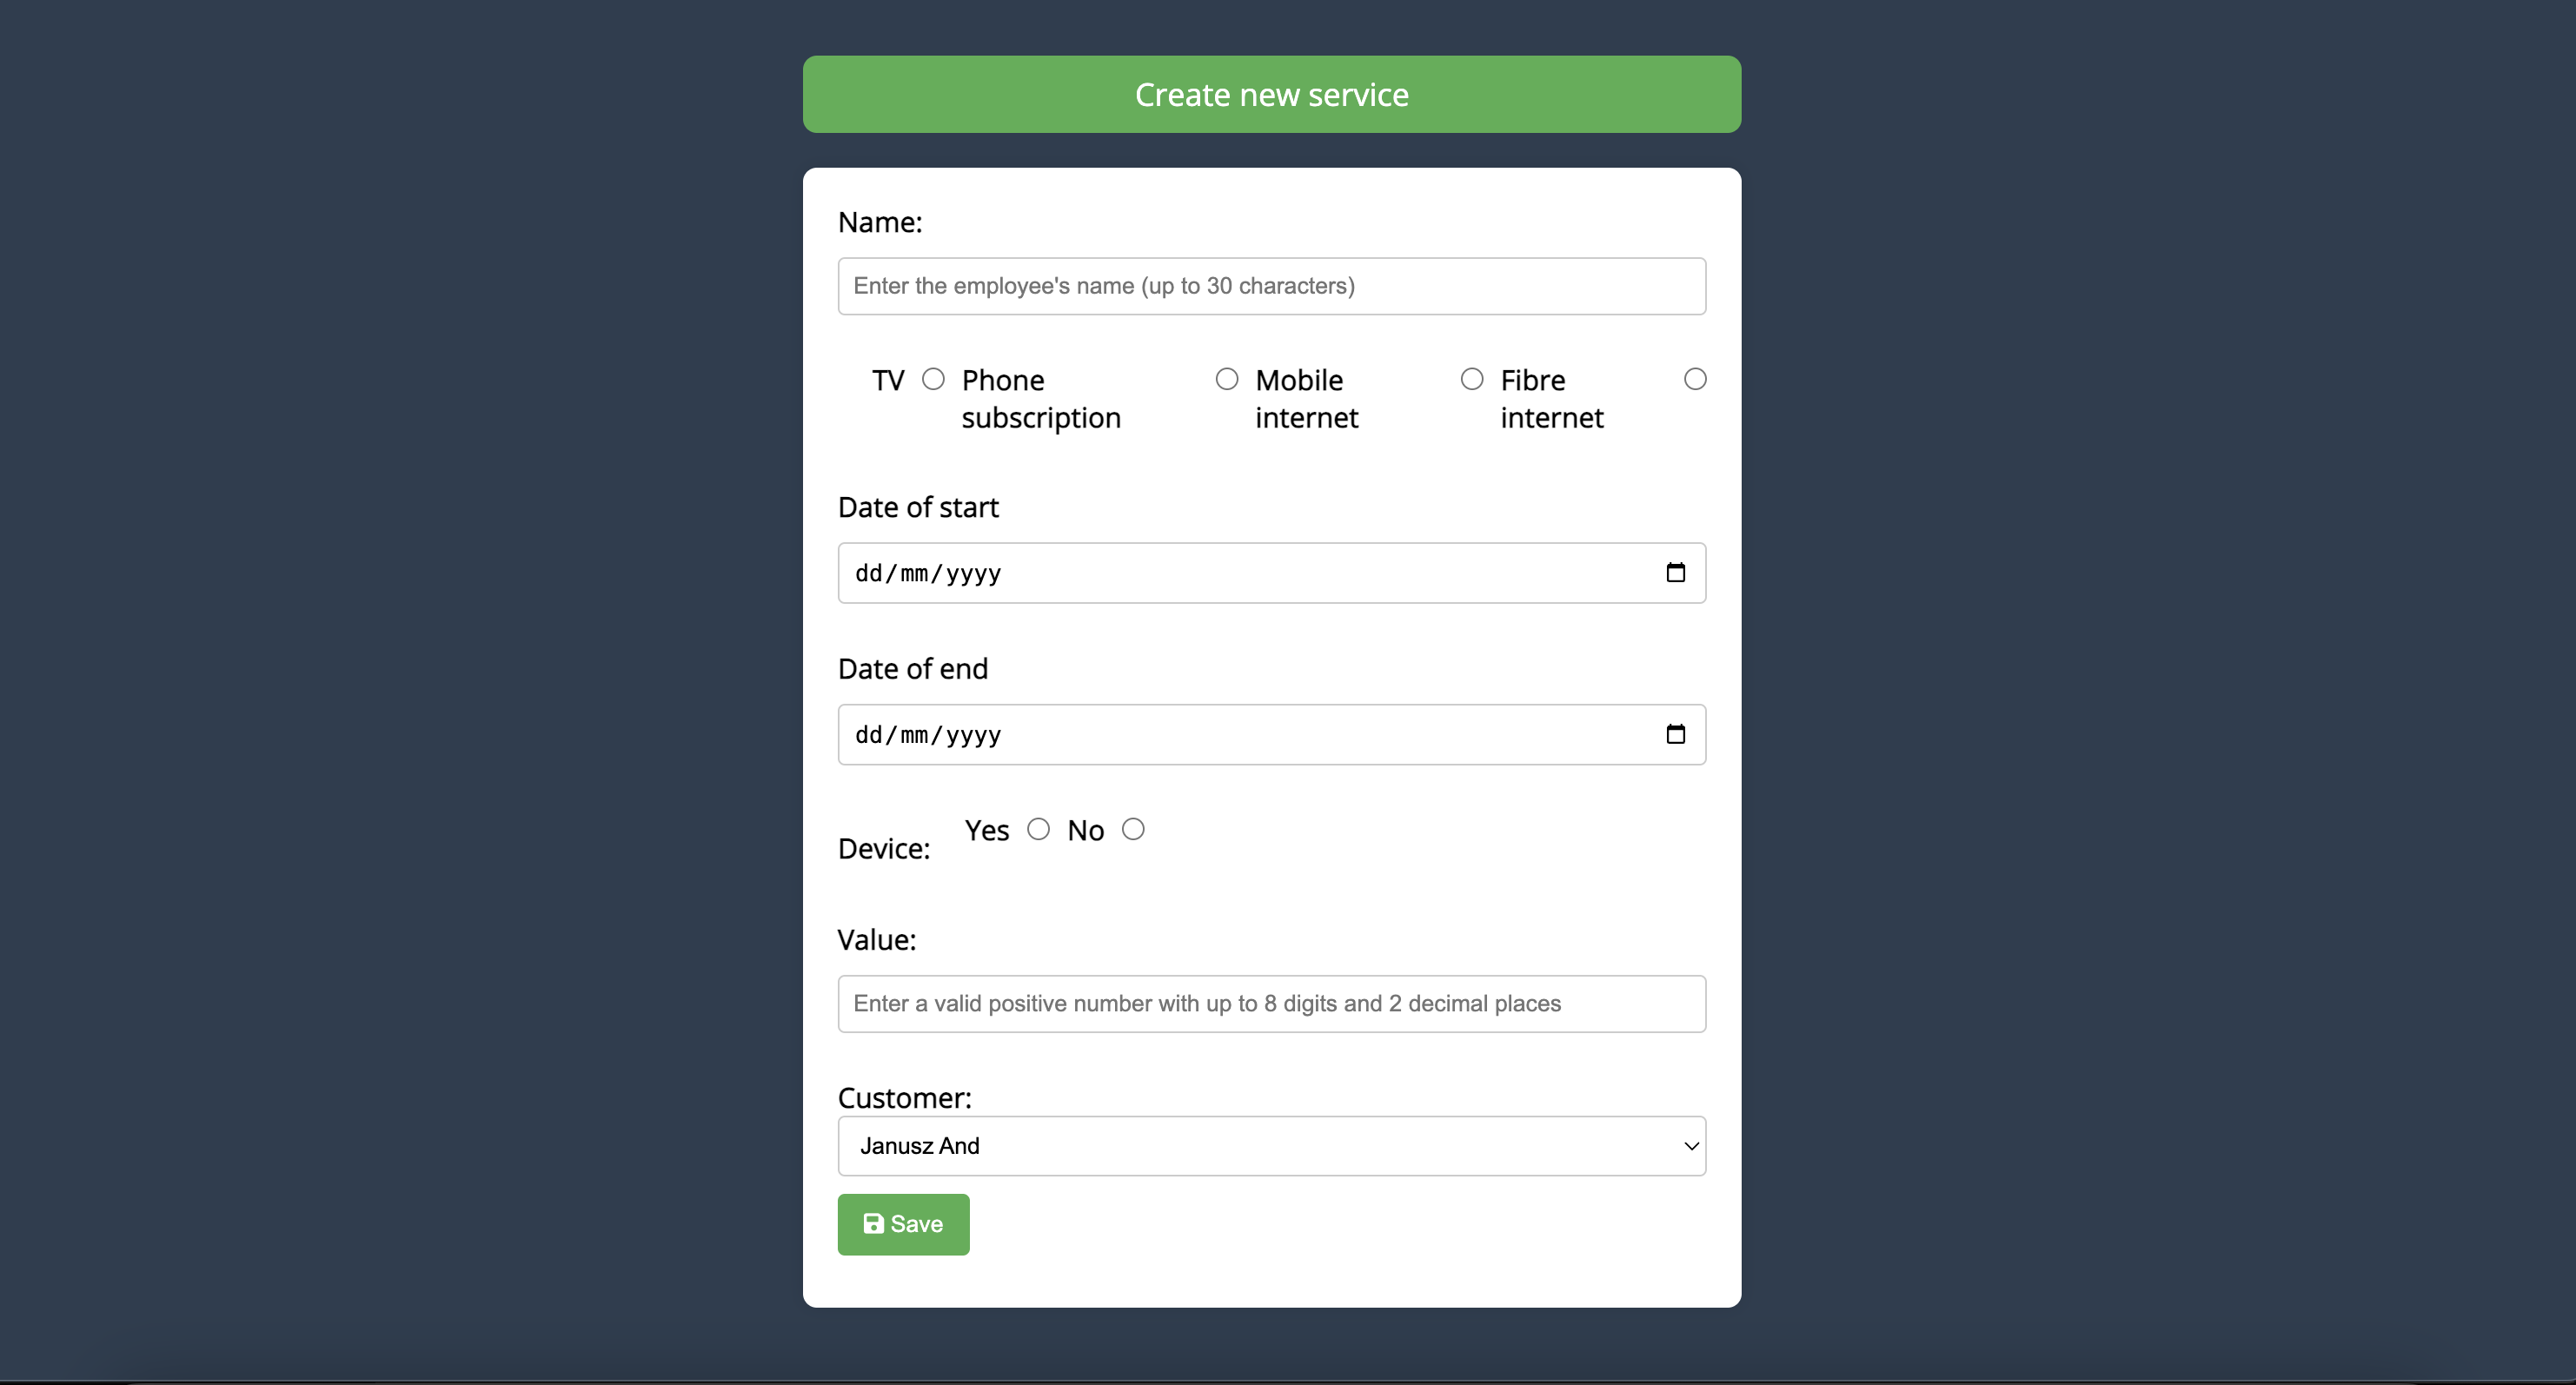 Create new service
Name:
Enter the employee's name (up to 30 characters)
TV Phone Mobile Fibre
subscription internet internet
Date of start
dd/mm/yyyy
Date of end
dd/mm/yyyy
Yes No
Device:
Value:
Enter a valid positive number with up to 8 digits and 2 decimal places
Customer:
Janusz And
Save